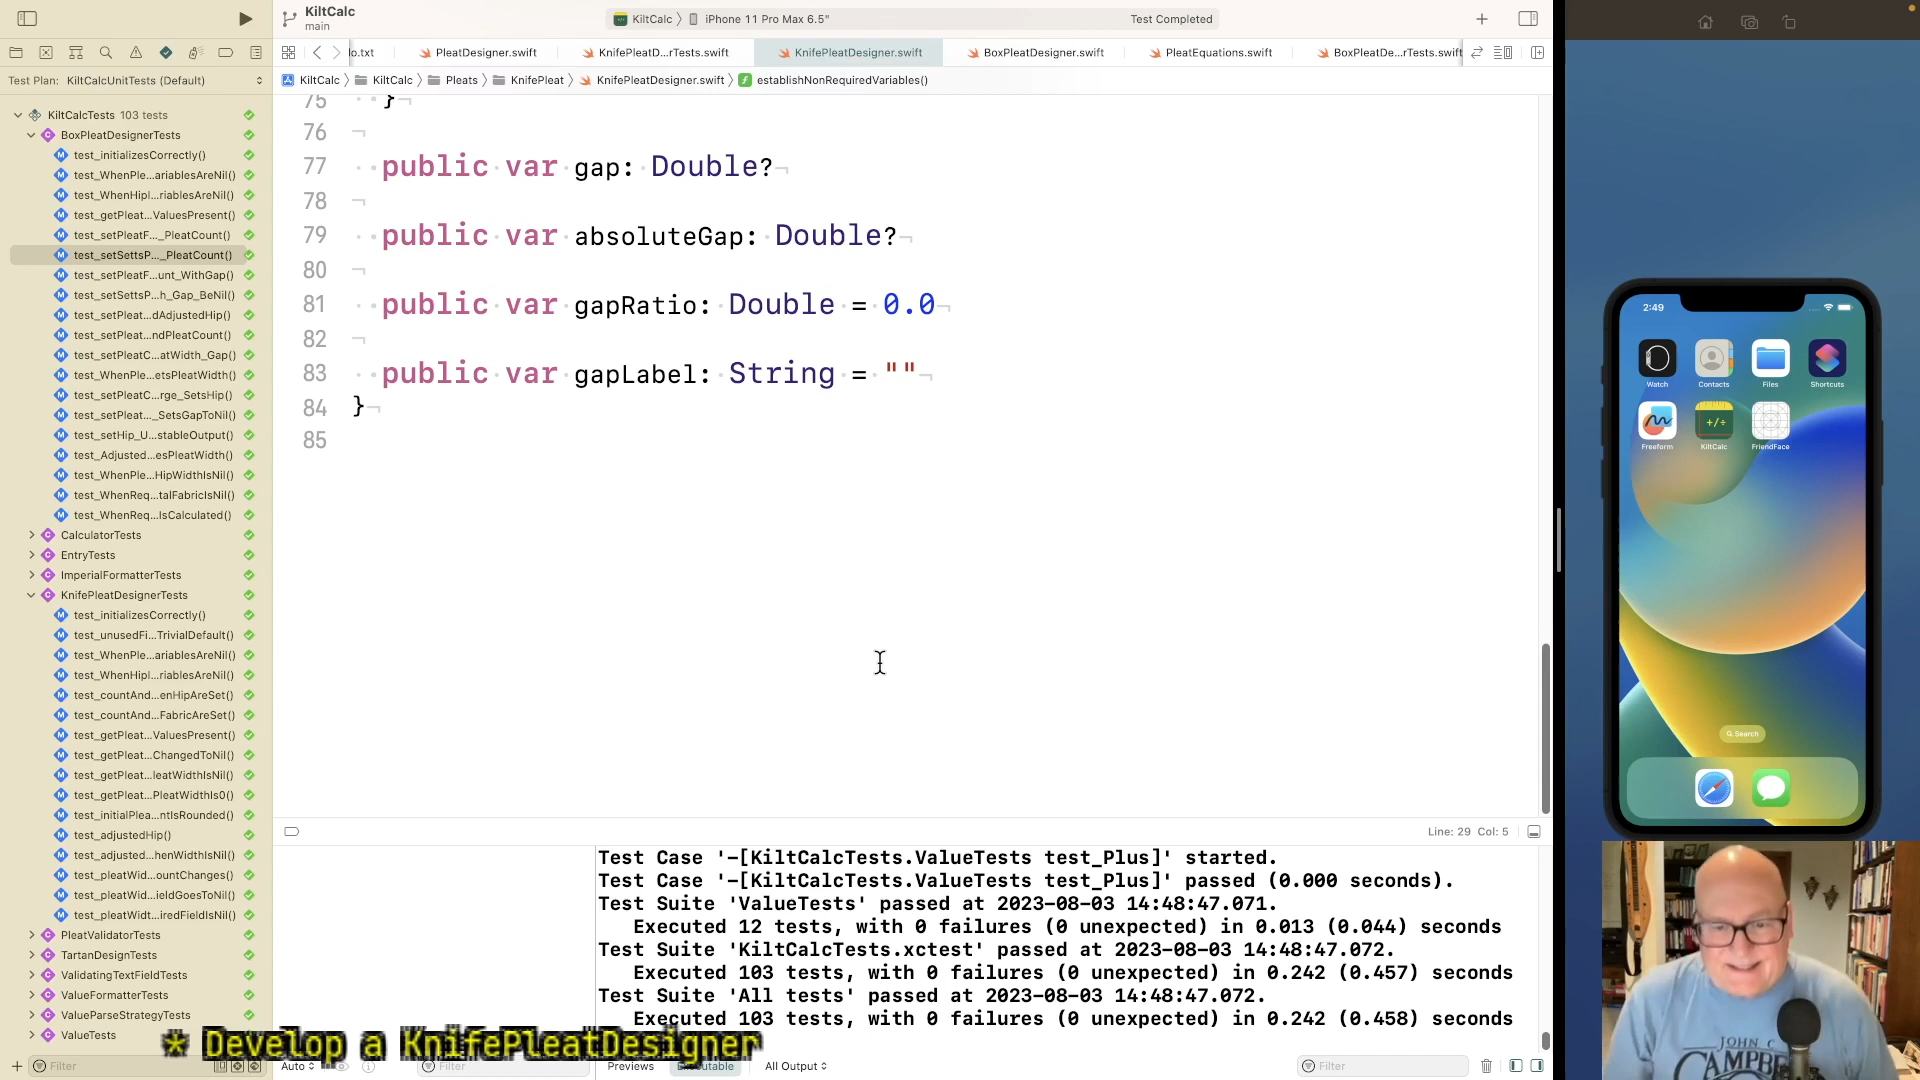 KiltCalc
main
KiltCalc
iPhone 11 Pro Max 6.5"
Test Completed
lo.txt
PleatDesigner.swift
KnifePleatD...rTests.swift
KnifePleatDesigner.swift
BoxPleatDesigner.swift
PleatEquations.swift
BoxPleatDe...rTests.swift
Test Plan: KiltCalcUnitTests (Default)
KiltCalc
KiltCalc
Pleats
KnifePleat
KnifePleatDesigner.swift
establishNonRequiredVariables()
KiltCalcTests 103 tests
BoxPleatDesignerTests
test_initializesCorrectly()
test_WhenPle...ariablesAreNil()
test_WhenHipl...riablesAreNil()
test_getPleat...ValuesPresent()
test_setPleatF..._PleatCount()
test_setSettsP..._PleatCount()
test_setPleatF...unt_WithGap()
test_setSettsP...h_Gap_BeNil()
test_setPleat...dAdjustedHip()
test_setPleat...ndPleatCount()
test_setPleatC...atWidth_Gap()
test_WhenPle...etsPleatWidth()
test_setPleatC...rge_SetsHip()
test_setPleat..._SetsGapToNil()
test_setHip_U...stableOutput()
test_Adjusted...esPleatWidth()
test_WhenPle...HipWidthIsNil()
test_WhenReq...talFabricIsNil()
test_WhenReq...IsCalculated()
CalculatorTests
EntryTests
ImperialFormatterTests
KnifePleatDesignerTests
test_initializesCorrectly()
test_unusedFi...TrivialDefault()
test_WhenPle...ariablesAreNil()
test_WhenHipl...riablesAreNil()
test_countAnd...enHipAreSet()
test_countAnd...FabricAreSet()
test_getPleat...ValuesPresent()
test_getPleat...ChangedToNil()
test_getPleat...leatWidthIsNil()
test_getPleat...PleatWidthIs0()
test_initialPlea...ntIsRounded()
test_adjustedHip()
test_adjusted...henWidthIsNil()
test_pleatWid...ountChanges()
test_pleatWid...ieldGoesToNil()
test_pleatWidt...iredFieldIsNil()
PleatValidatorTests
TartanDesignTests
ValidatingTextFieldTests
ValueFormatterTests
ValueParseStrategyTests
ValueTests
Filter
75 }
76
77 public var gap: Double?
78
79 public var absoluteGap: Double?
80
81 public var gapRatio: Double = 0.0
82
83 public var gapLabel: String = ""
84 }
85
Line: 29 Col: 5
Test Case '-[KiltCalcTests.ValueTests test_Plus]' started.
Test Case '-[KiltCalcTests.ValueTests test_Plus]' passed (0.000 seconds).
Test Suite 'ValueTests' passed at 2023-08-03 14:48:47.071.
Executed 12 tests, with 0 failures (0 unexpected) in 0.013 (0.044) seconds
Test Suite 'KiltCalcTests.xctest' passed at 2023-08-03 14:48:47.072.
Executed 103 tests, with 0 failures (0 unexpected) in 0.242 (0.457) seconds
Test Suite 'All tests' passed at 2023-08-03 14:48:47.072.
Executed 103 tests, with 0 failures (0 unexpected) in 0.242 (0.458) seconds
* Develop a KnifePleatDesigner
Auto
Filter
Previews
Executable
All Output
Filter
2:49
Watch
Contacts
Files
Shortcuts
+/÷
Freeform
KiltCalc
FriendFace
Search
JOHN C
CAMPBE